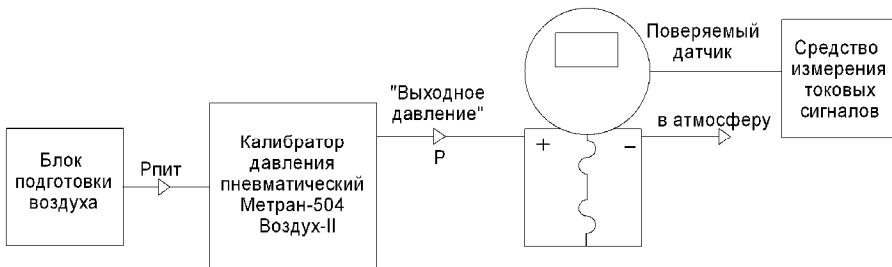 Блок
подготовки
воздуха
Рпит
Калибратор
давления
пневматический
Метран-504
Воздух-II
"Выходное
давление"
Р
+
–
Поверяемый
датчик
в атмосферу
Средство
измерения
токовых
сигналов